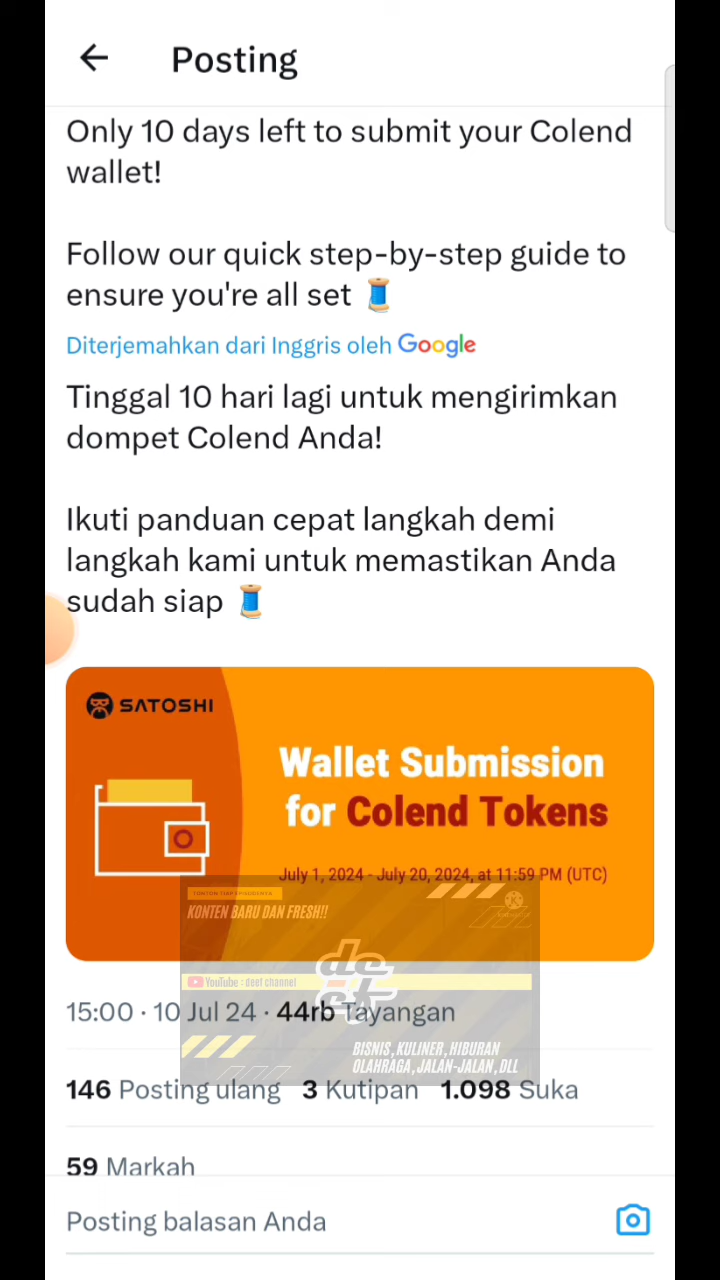 Posting
Only 10 days left to submit your Colend
wallet!
Follow our quick step-by-step guide to
ensure you're all set 🧵
Diterjemahkan dari Inggris oleh Google
Tinggal 10 hari lagi untuk mengirimkan
dompet Colend Anda!
Ikuti panduan cepat langkah demi
langkah kami untuk memastikan Anda
sudah siap 🧵
SATOSHI
Wallet Submission
for Colend Tokens
July 1, 2024 - July 20, 2024, at 11:59 PM (UTC)
KONTEN BARU DAN FRESH!!
YouTube : deet channel
deet
15:00 · 10 Jul 24 · 44rb Tayangan
BISNIS, KULINER, HIBURAN
OLAHRAGA, JALAN-JALAN, DLL
146 Posting ulang 3 Kutipan 1.098 Suka
59 Markah
Posting balasan Anda